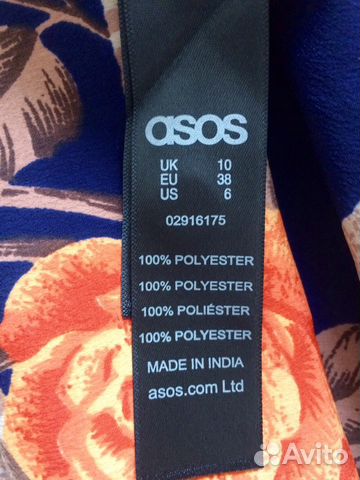 asos
UK 10
EU 38
US 6
02916175
100% POLYESTER
100% POLYESTER
100% POLIÉSTER
100% POLYESTER
MADE IN INDIA
asos.com Ltd
Avito